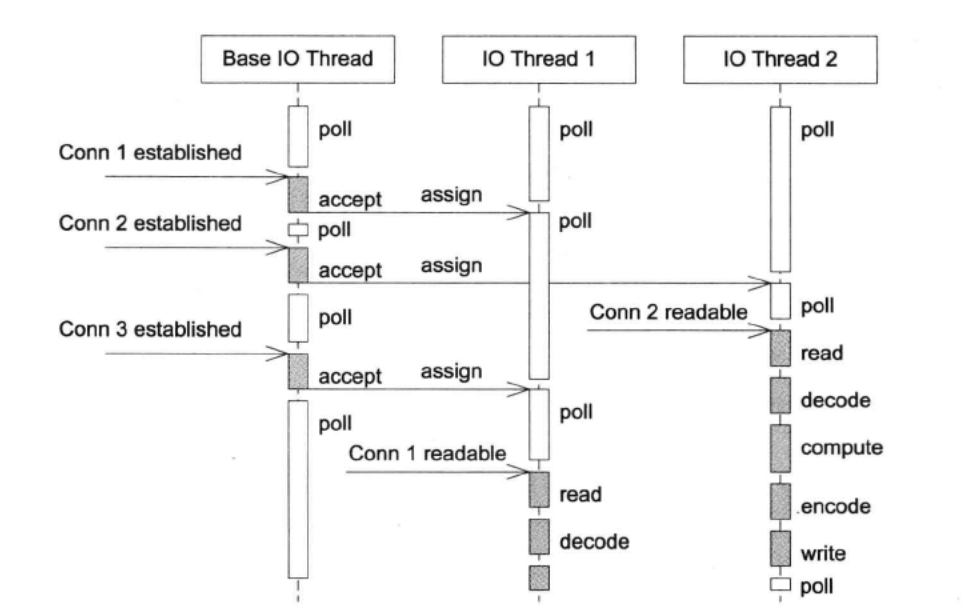 Base IO Thread IO Thread 1 IO Thread 2
poll poll poll
Conn 1 established
accept assign
Conn 2 established poll poll
accept assign
Conn 2 readable poll
Conn 3 established poll
read
accept assign
decode
poll poll
Conn 1 readable compute
read
encode
decode
write
poll